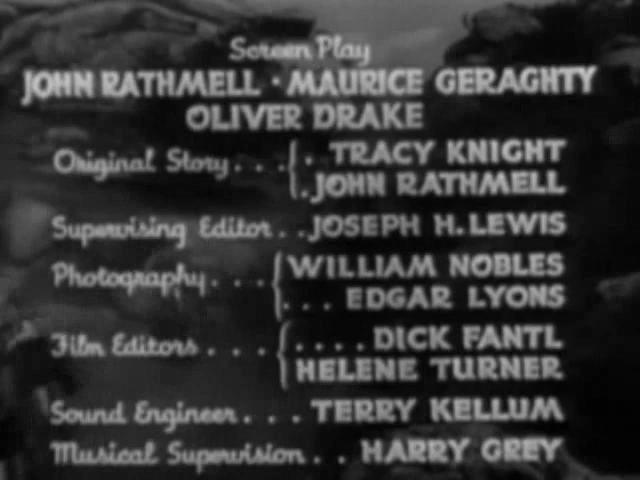 Screen Play
JOHN RATHMELL · MAURICE GERAGHTY
OLIVER DRAKE
Original Story . . . { . TRACY KNIGHT
. JOHN RATHMELL
Supervising Editor . . JOSEPH H. LEWIS
Photography . . . { WILLIAM NOBLES
. . . EDGAR LYONS
Film Editors . . . { . . . . DICK FANTL
HELENE TURNER
Sound Engineer . . . TERRY KELLUM
Musical Supervision . . HARRY GREY